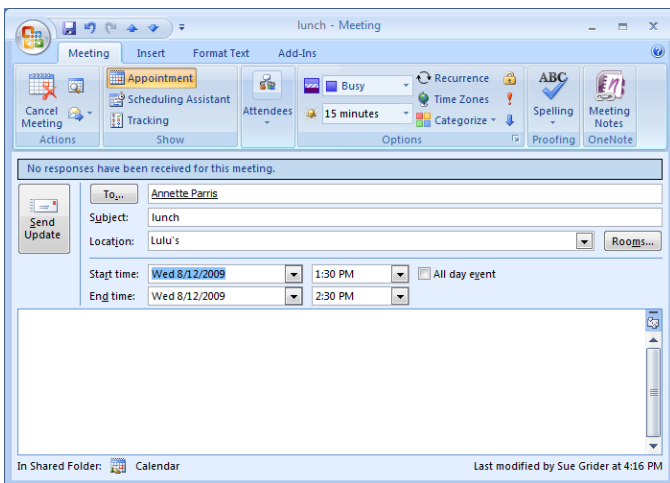 lunch - Meeting
Meeting Insert Format Text Add-Ins
Cancel Meeting
Actions
Appointment
Scheduling Assistant
Tracking
Show
Attendees
Busy
15 minutes
Recurrence
Time Zones
Categorize
Options
ABC
Spelling
Proofing
Meeting Notes
OneNote
No responses have been received for this meeting.
Send Update
To... Annette Parris
Subject: lunch
Location: Lulu's Rooms...
Start time: Wed 8/12/2009 1:30 PM All day event
End time: Wed 8/12/2009 2:30 PM
In Shared Folder: Calendar Last modified by Sue Grider at 4:16 PM